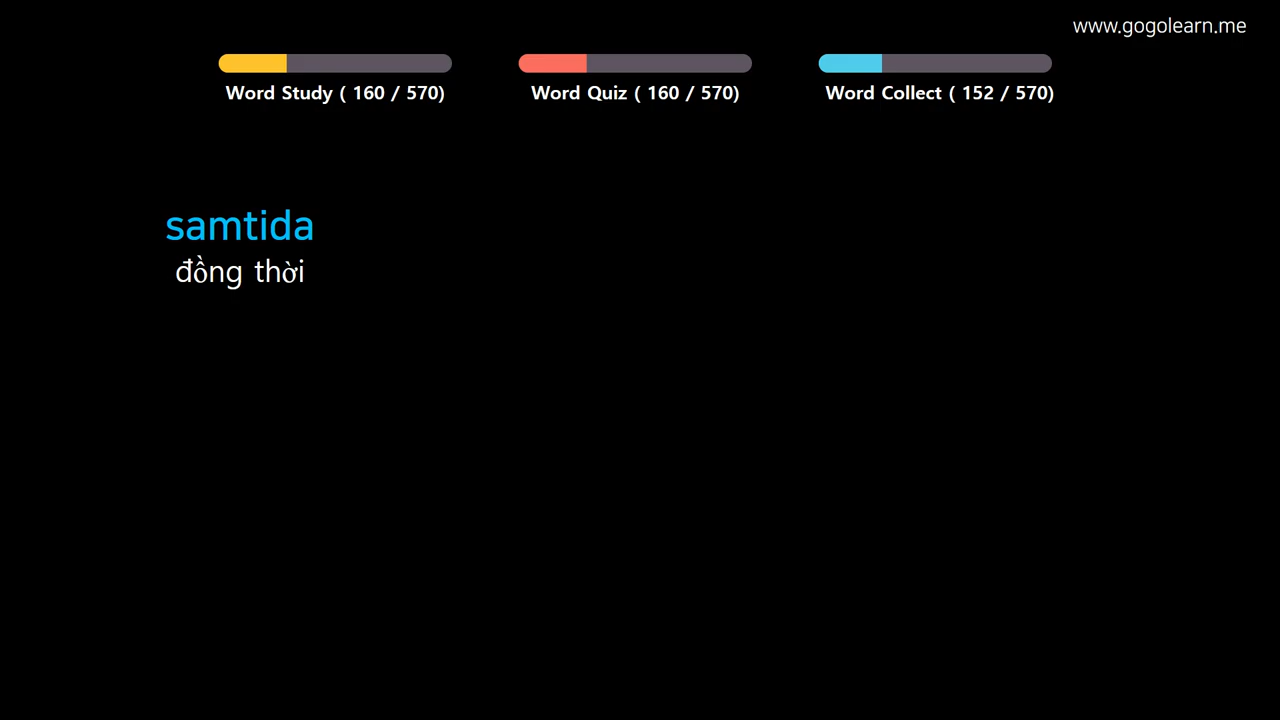 www.gogolearn.me
Word Study ( 160 / 570)
Word Quiz ( 160 / 570)
Word Collect ( 152 / 570)
samtida
đồng thời